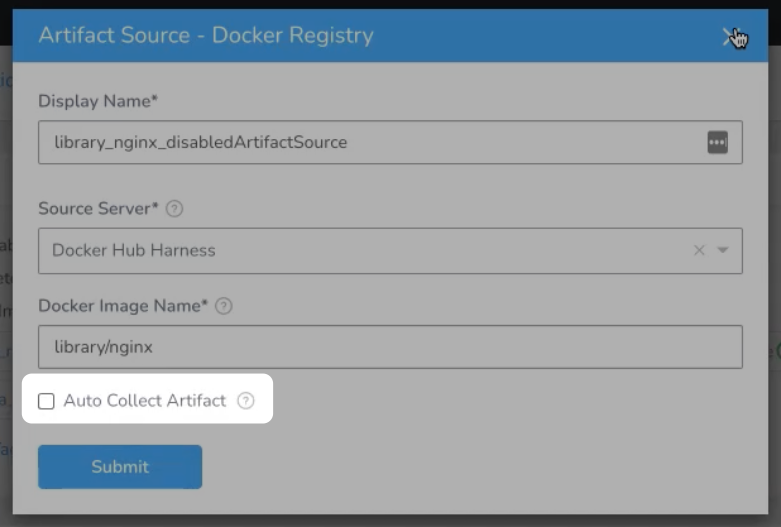 Artifact Source - Docker Registry
Display Name*
library_nginx_disabledArtifactSource
Source Server*
Docker Hub Harness
Docker Image Name*
library/nginx
Auto Collect Artifact
Submit